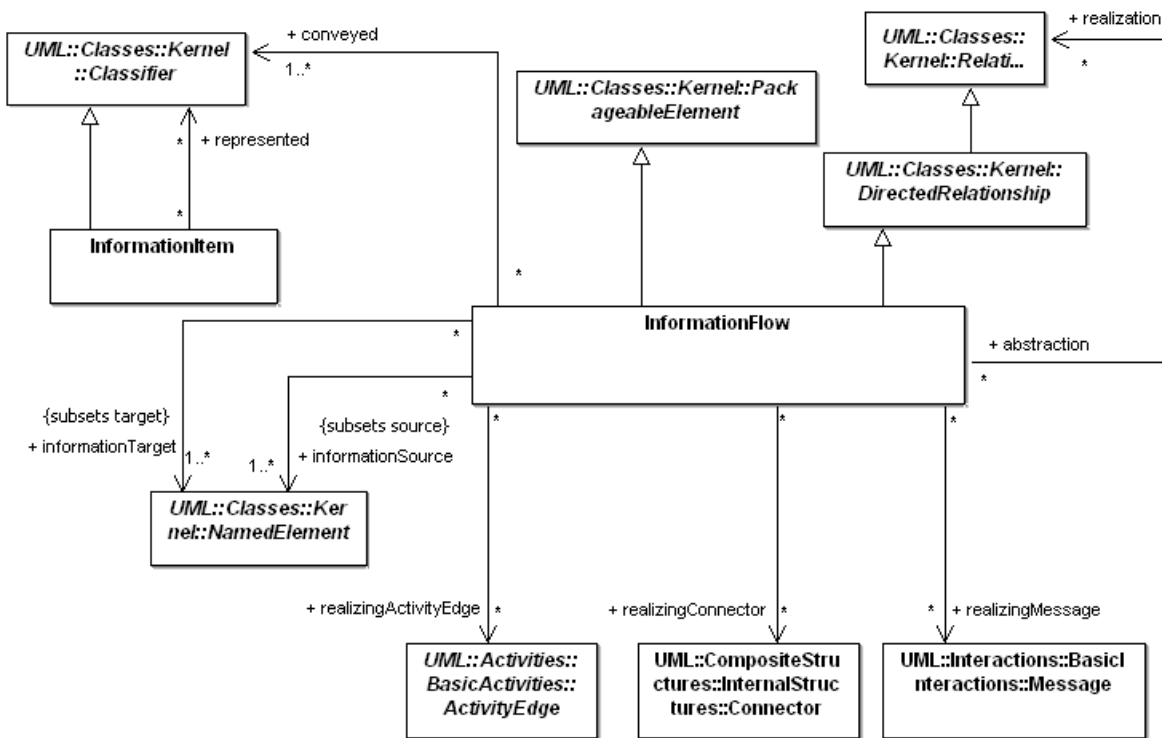 + realization
UML::Classes::Kernel
::Classifier
+ conveyed
1..*
UML::Classes::
Kernel::Relati...
*
UML::Classes::Kernel::Pack
ageableElement
* + represented
UML::Classes::Kernel::
DirectedRelationship
*
InformationItem
*
InformationFlow
*
+ abstraction
*
*
{subsets target}
+ informationTarget
1..*
{subsets source}
+ informationSource
1..*
*
*
*
UML::Classes::Ker
nel::NamedElement
+ realizingActivityEdge *
+ realizingConnector *
* + realizingMessage
UML::Activities::
BasicActivities::
ActivityEdge
UML::CompositeStru
ctures::InternalStruc
tures::Connector
UML::Interactions::BasicI
nteractions::Message